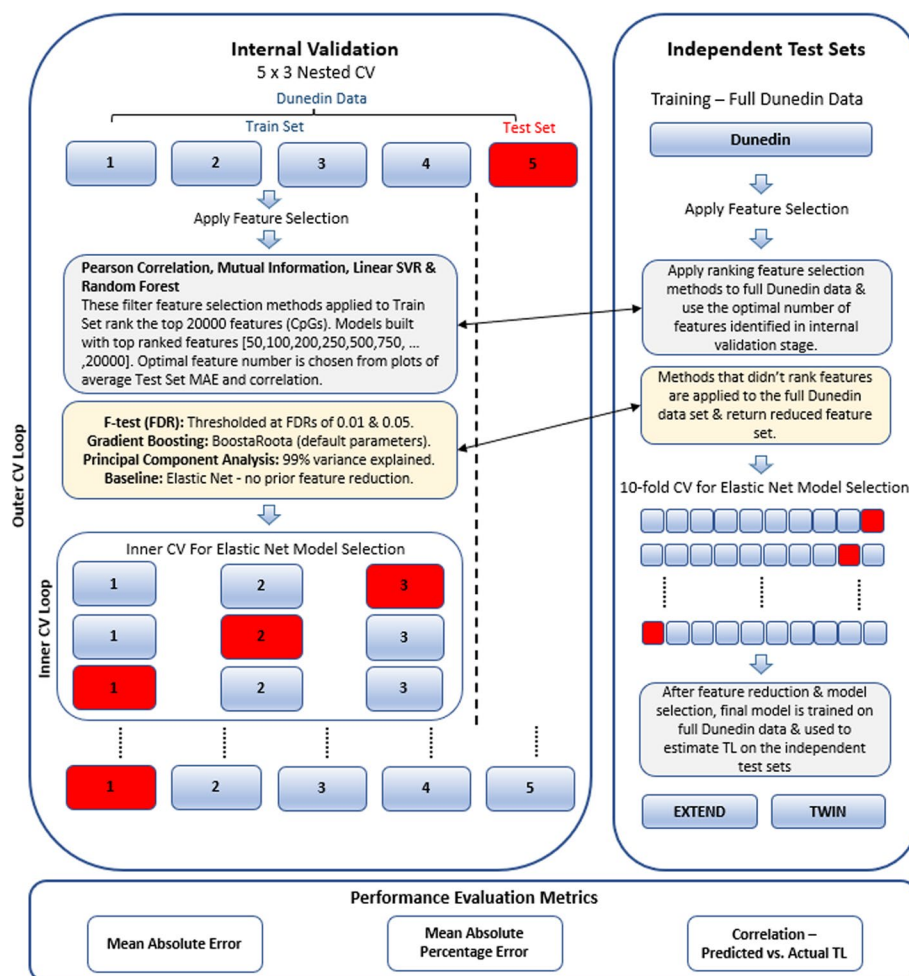 Internal Validation
5 x 3 Nested CV
Dunedin Data
Train Set
Test Set
1
2
3
4
5
Apply Feature Selection
Pearson Correlation, Mutual Information, Linear SVR &
Random Forest
These filter feature selection methods applied to Train
Set rank the top 20000 features (CpGs). Models built
with top ranked features [50,100,200,250,500,750, ...
,20000]. Optimal feature number is chosen from plots of
average Test Set MAE and correlation.
F-test (FDR): Thresholded at FDRs of 0.01 & 0.05.
Gradient Boosting: BoostaRoota (default parameters).
Principal Component Analysis: 99% variance explained.
Baseline: Elastic Net - no prior feature reduction.
Outer CV Loop
Inner CV Loop
Inner CV For Elastic Net Model Selection
1
2
3
1
2
3
1
2
3
1
2
3
4
5
Independent Test Sets
Training – Full Dunedin Data
Dunedin
Apply Feature Selection
Apply ranking feature selection
methods to full Dunedin data &
use the optimal number of
features identified in internal
validation stage.
Methods that didn't rank features
are applied to the full Dunedin
data set & return reduced feature
set.
10-fold CV for Elastic Net Model Selection
After feature reduction & model
selection, final model is trained on
full Dunedin data & used to
estimate TL on the independent
test sets
EXTEND
TWIN
Performance Evaluation Metrics
Mean Absolute Error
Mean Absolute
Percentage Error
Correlation –
Predicted vs. Actual TL